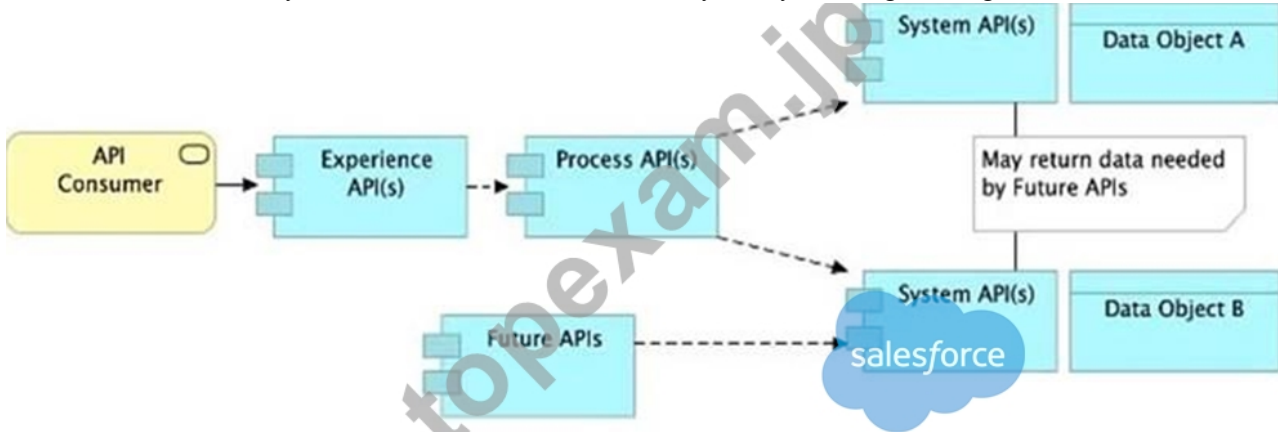 System API(s)
Data Object A
API
Consumer
Experience
API(s)
Process API(s)
May return data needed
by Future APIs
System API(s)
Data Object B
Future APIs
salesforce
topexam.jp